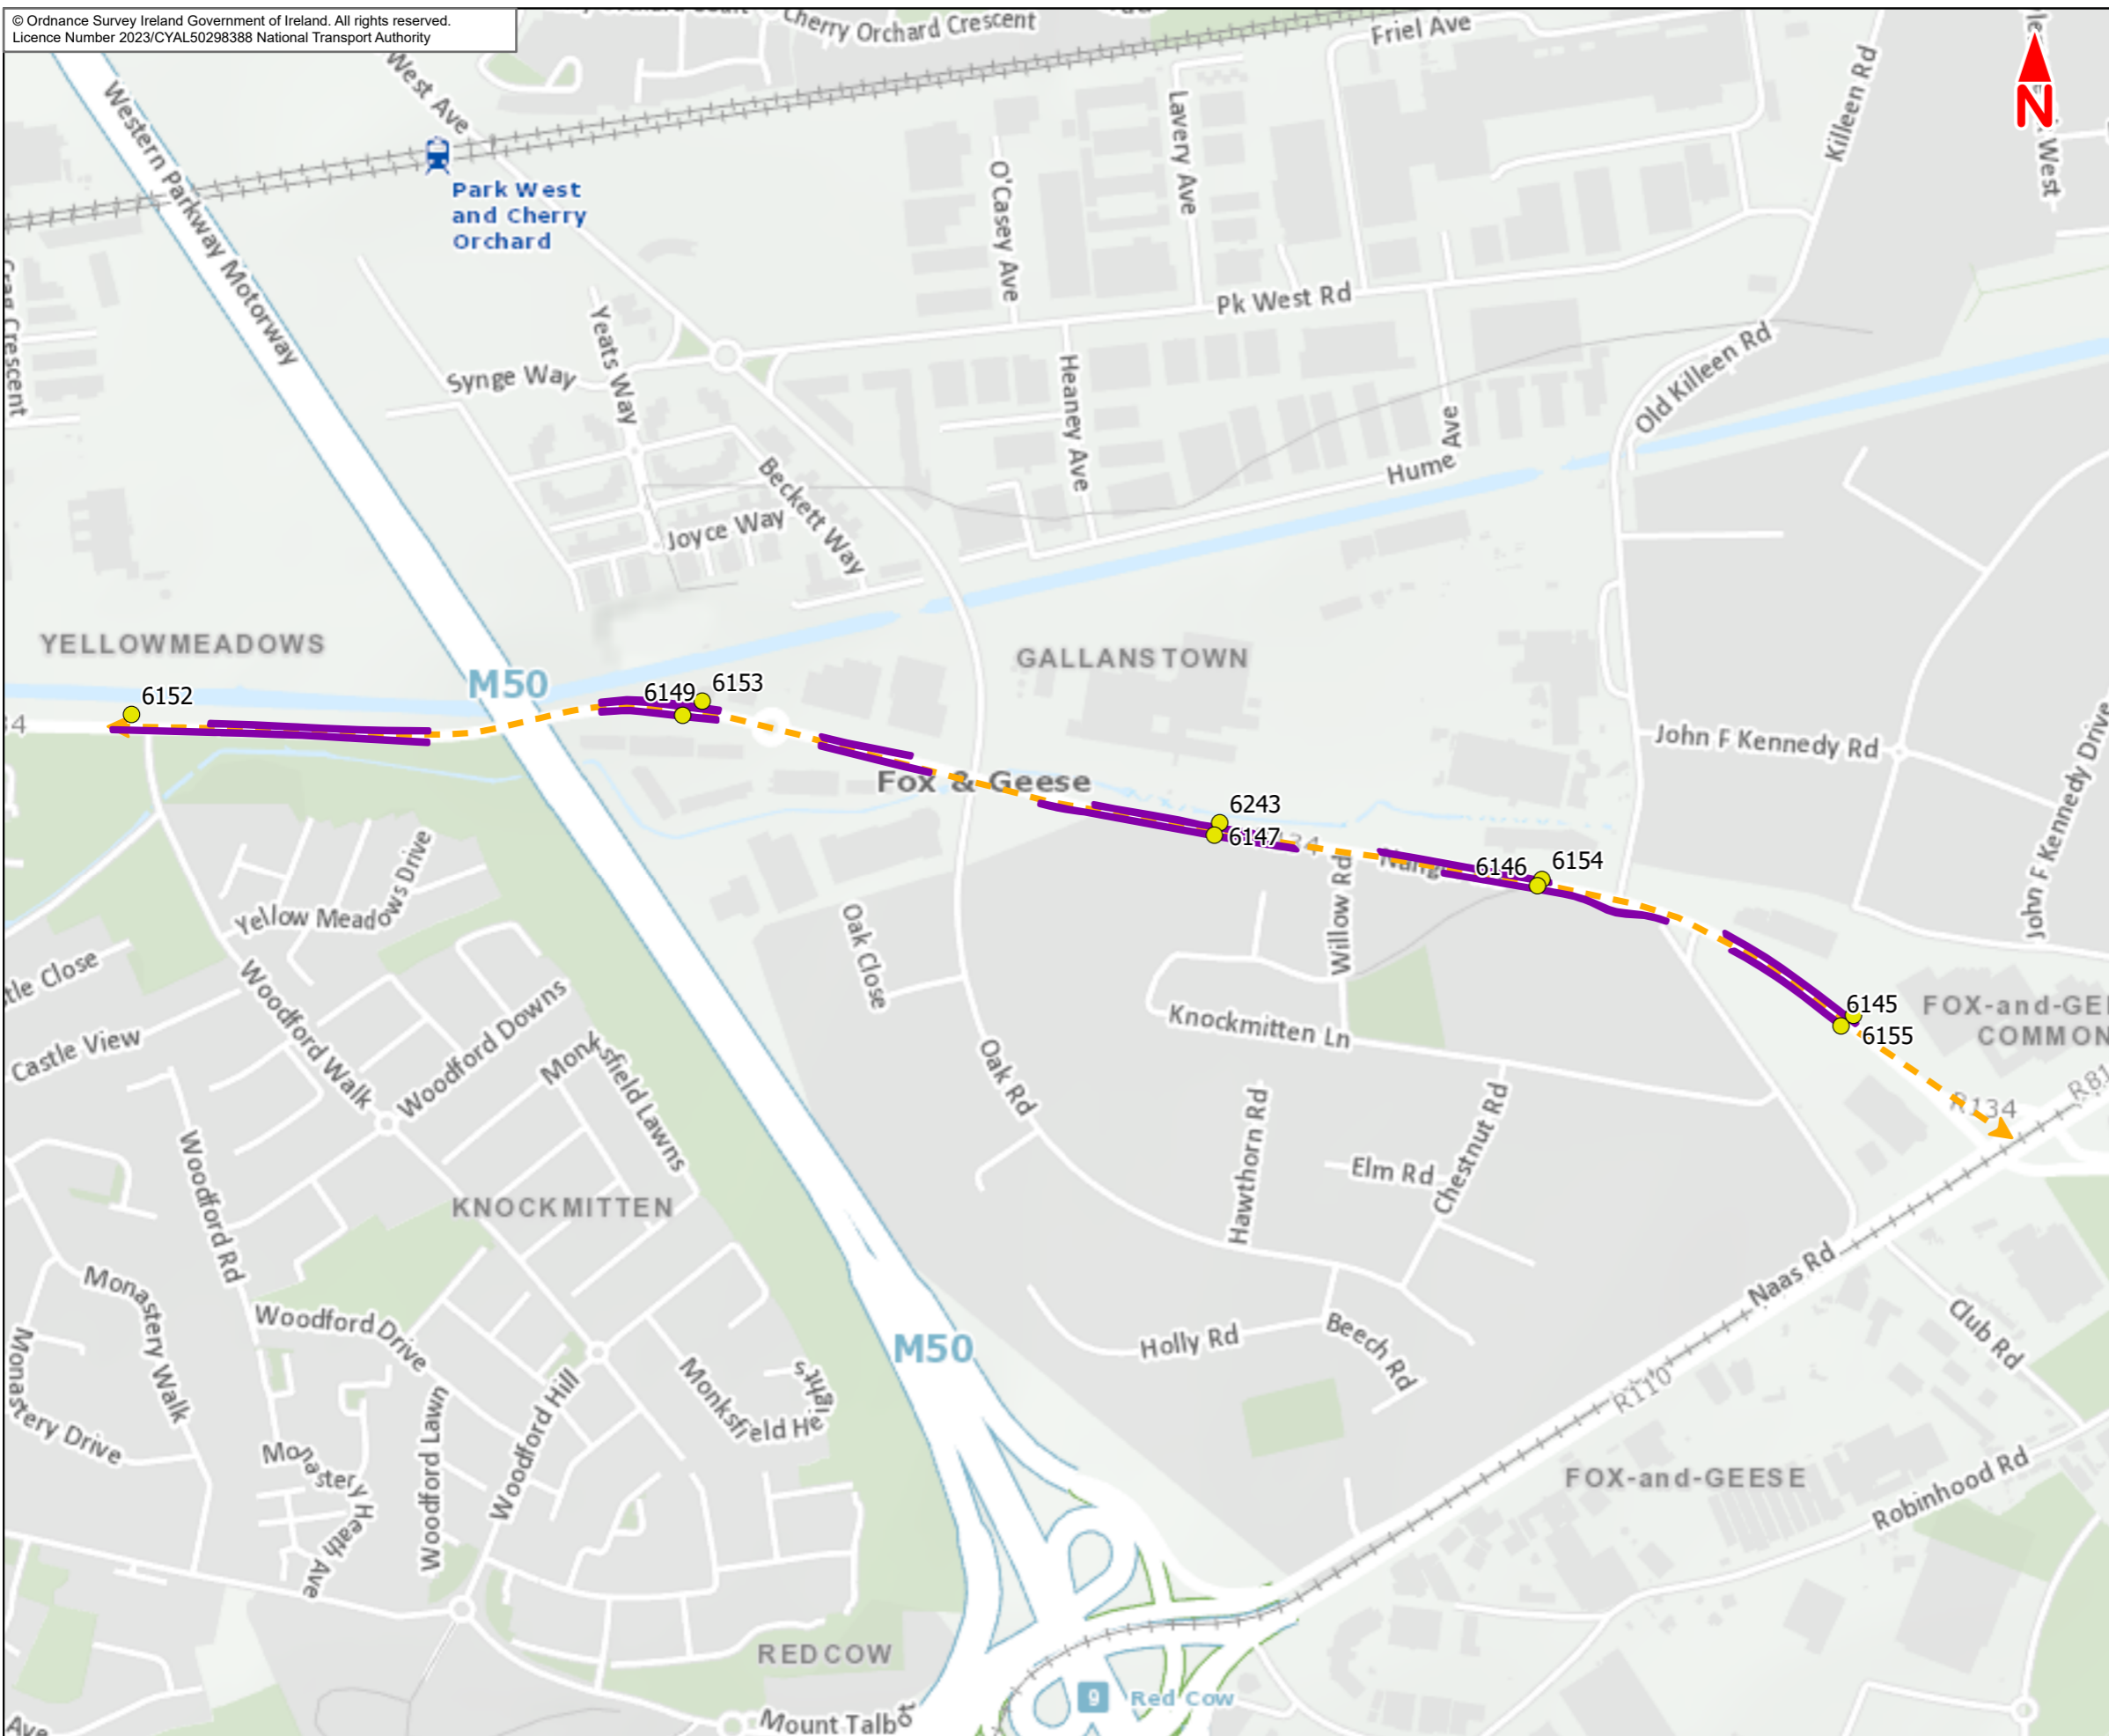 © Ordnance Survey Ireland Government of Ireland. All rights reserved.
Licence Number 2023/CYAL50298388 National Transport Authority
Cherry Orchard Crescent
Friel Ave
West Ave
Killeen Rd
N
West
Western Parkway Motorway
Park West
and Cherry
Orchard
O'Casey Ave
Lavery Ave
Pk West Rd
Crag Crescent
Yeats Way
Synge Way
Heaney Ave
Old Killeen Rd
Hume Ave
Beckett Way
Joyce Way
YELLOWMEADOWS
M50
GALLANSTOWN
6152
6149
6153
34
John F Kennedy Rd
John F Kennedy Drive
Fox & Geese
6243
6147
6146
6154
Willow Rd
Yellow Meadows Drive
Oak Close
Castle View
Woodford Walk
Woodford Downs
Monksfield Lawns
Knockmitten Ln
6145
6155
FOX-and-GEE
COMMON
Oak Rd
Hawthorn Rd
Elm Rd
Chestnut Rd
R134
R81
Woodford Rd
KNOCKMITTEN
Naas Rd
Club Rd
Monastery Walk
Woodford Drive
Monastery Drive
M50
Holly Rd
Beech Rd
Monksfield Heights
R110
Woodford Lawn
Woodford Hill
Monastery Heath Ave
FOX-and-GEESE
Robinhood Rd
RED COW
9 Red Cow
Mount Talbot
Ave